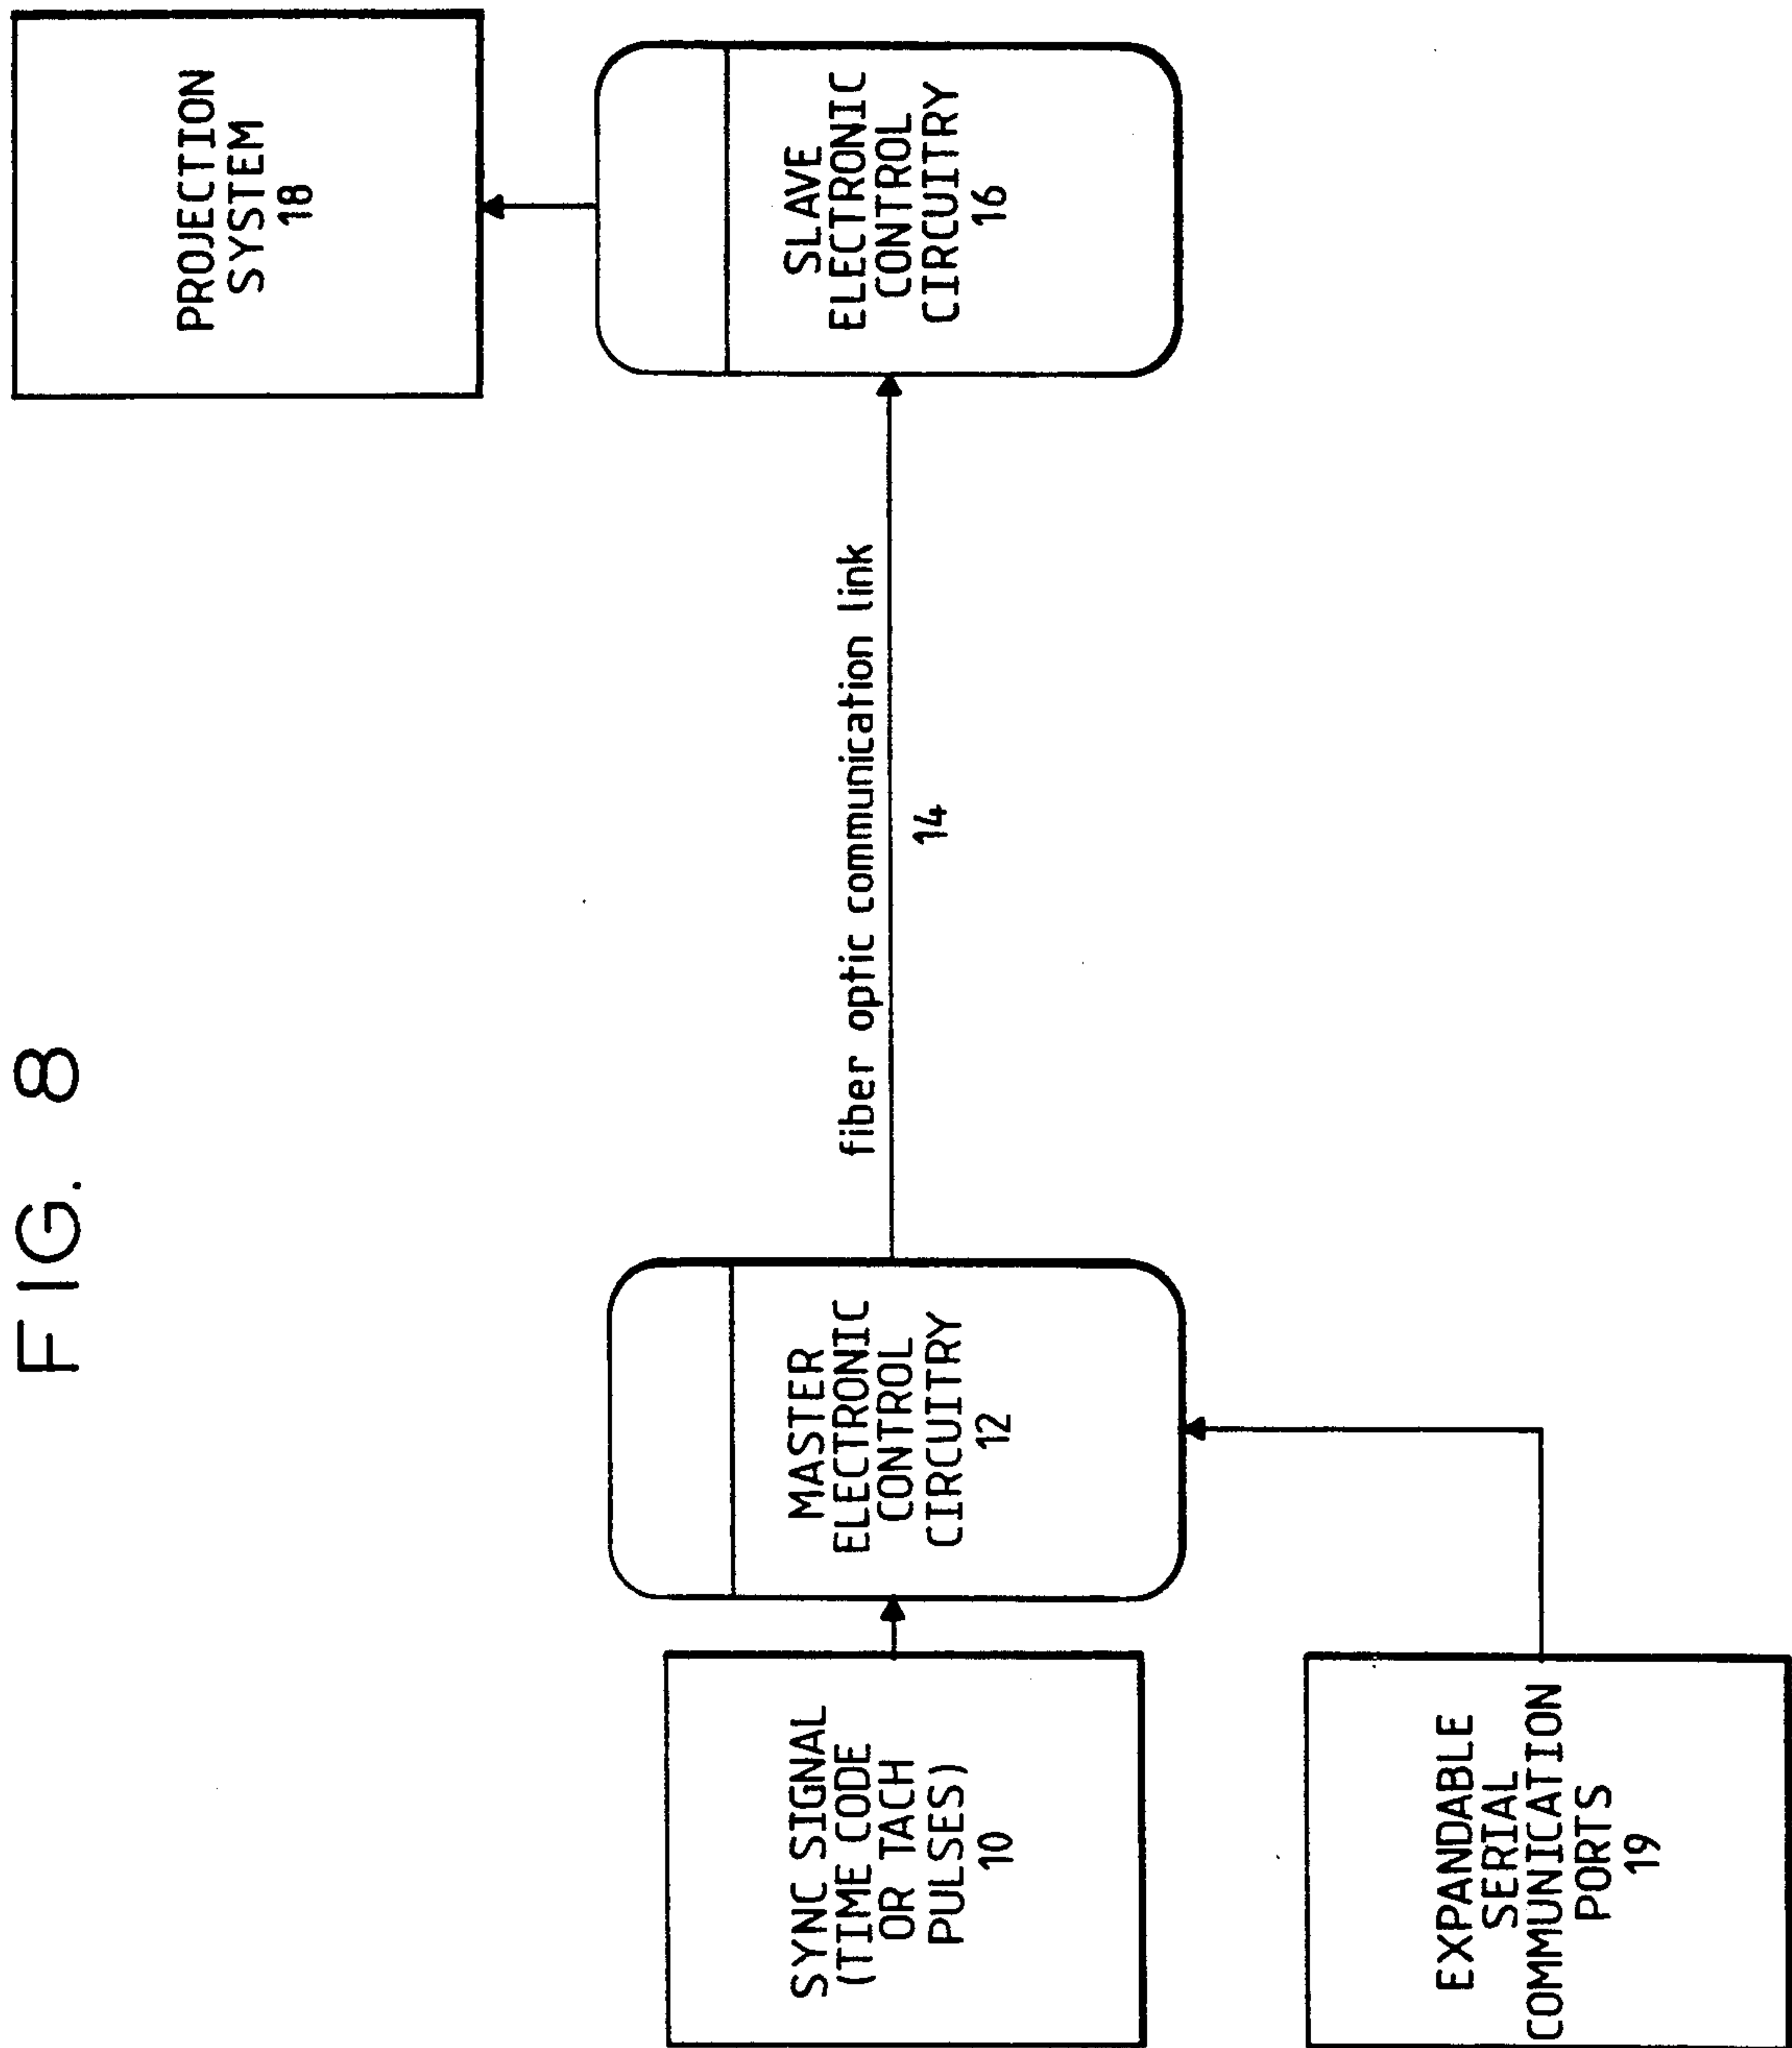 FIG. 8
PROJECTION
SYSTEM
18
SLAVE
ELECTRONIC
CONTROL
CIRCUITRY
16
fiber optic communication link
14
MASTER
ELECTRONIC
CONTROL
CIRCUITRY
12
SYNC SIGNAL
(TIME CODE
OR TACH
PULSES)
10
EXPANDABLE
SERIAL
COMMUNICATION
PORTS
19